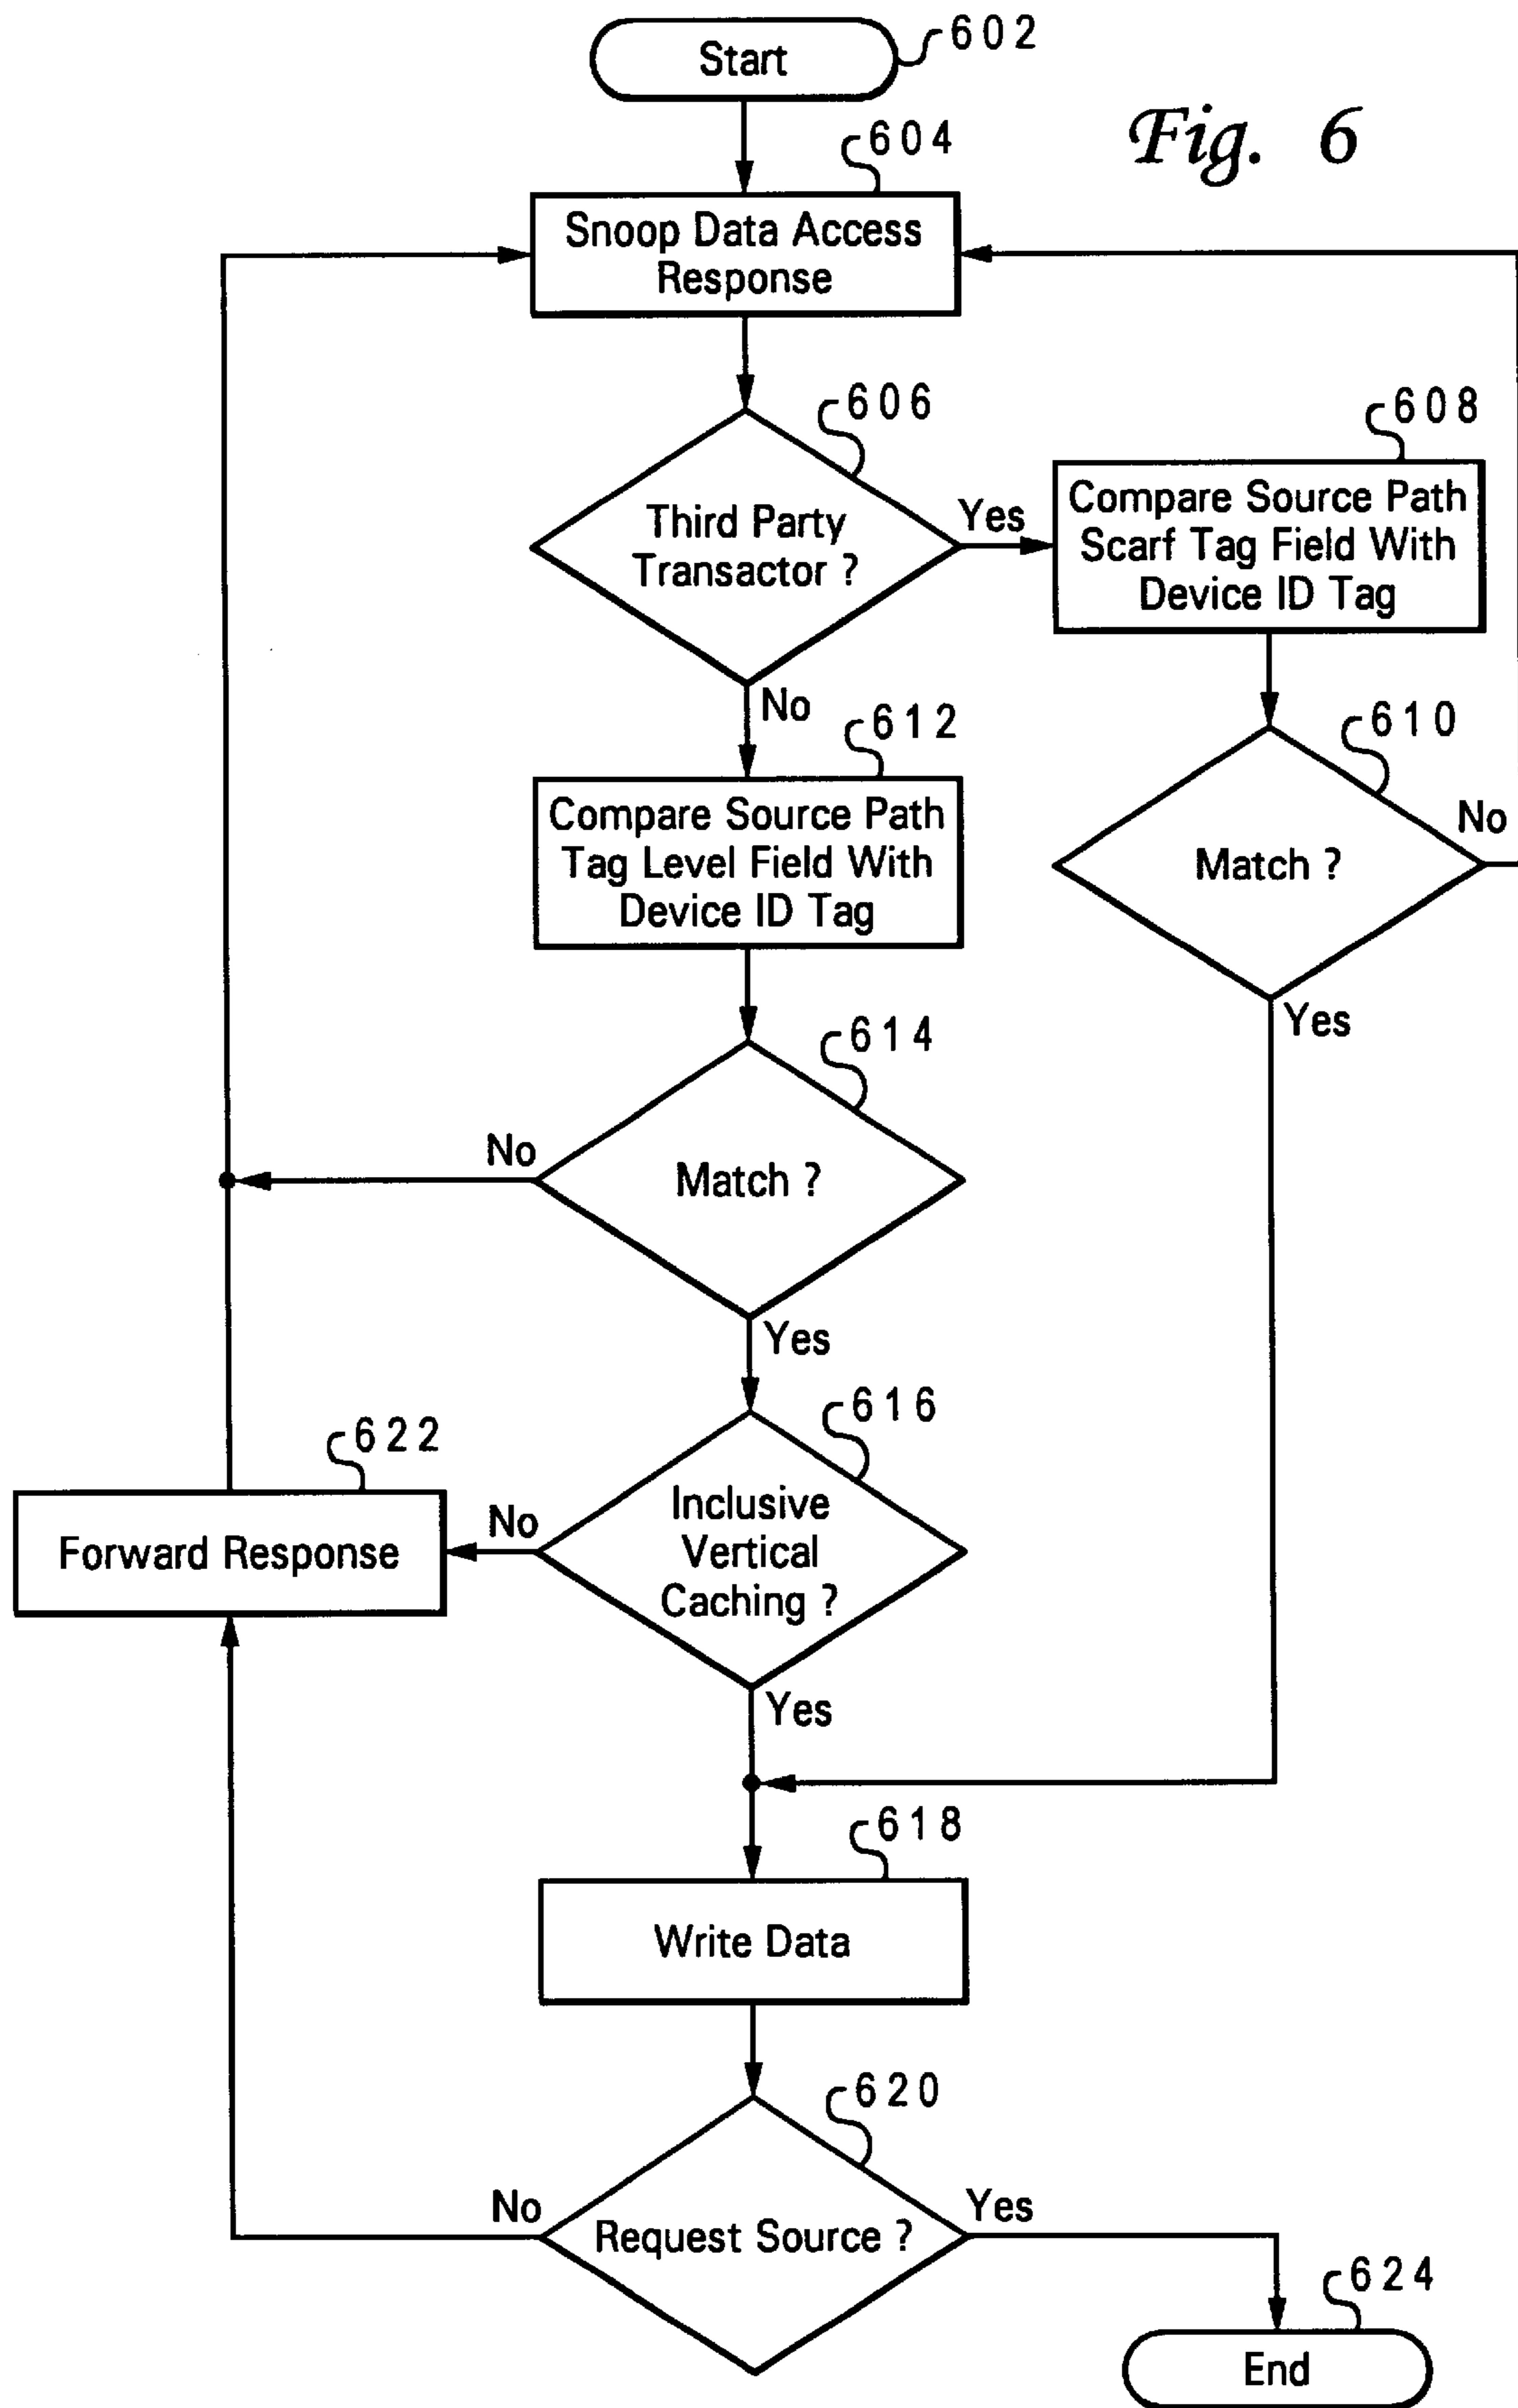 Start
602
Fig. 6
604
Snoop Data Access
Response
606
Third Party
Transactor ?
Yes
608
Compare Source Path
Scarf Tag Field With
Device ID Tag
No
612
Compare Source Path
Tag Level Field With
Device ID Tag
610
Match ?
No
Yes
614
Match ?
No
Yes
616
Inclusive
Vertical
Caching ?
No
622
Forward Response
Yes
618
Write Data
620
Request Source ?
No
Yes
624
End